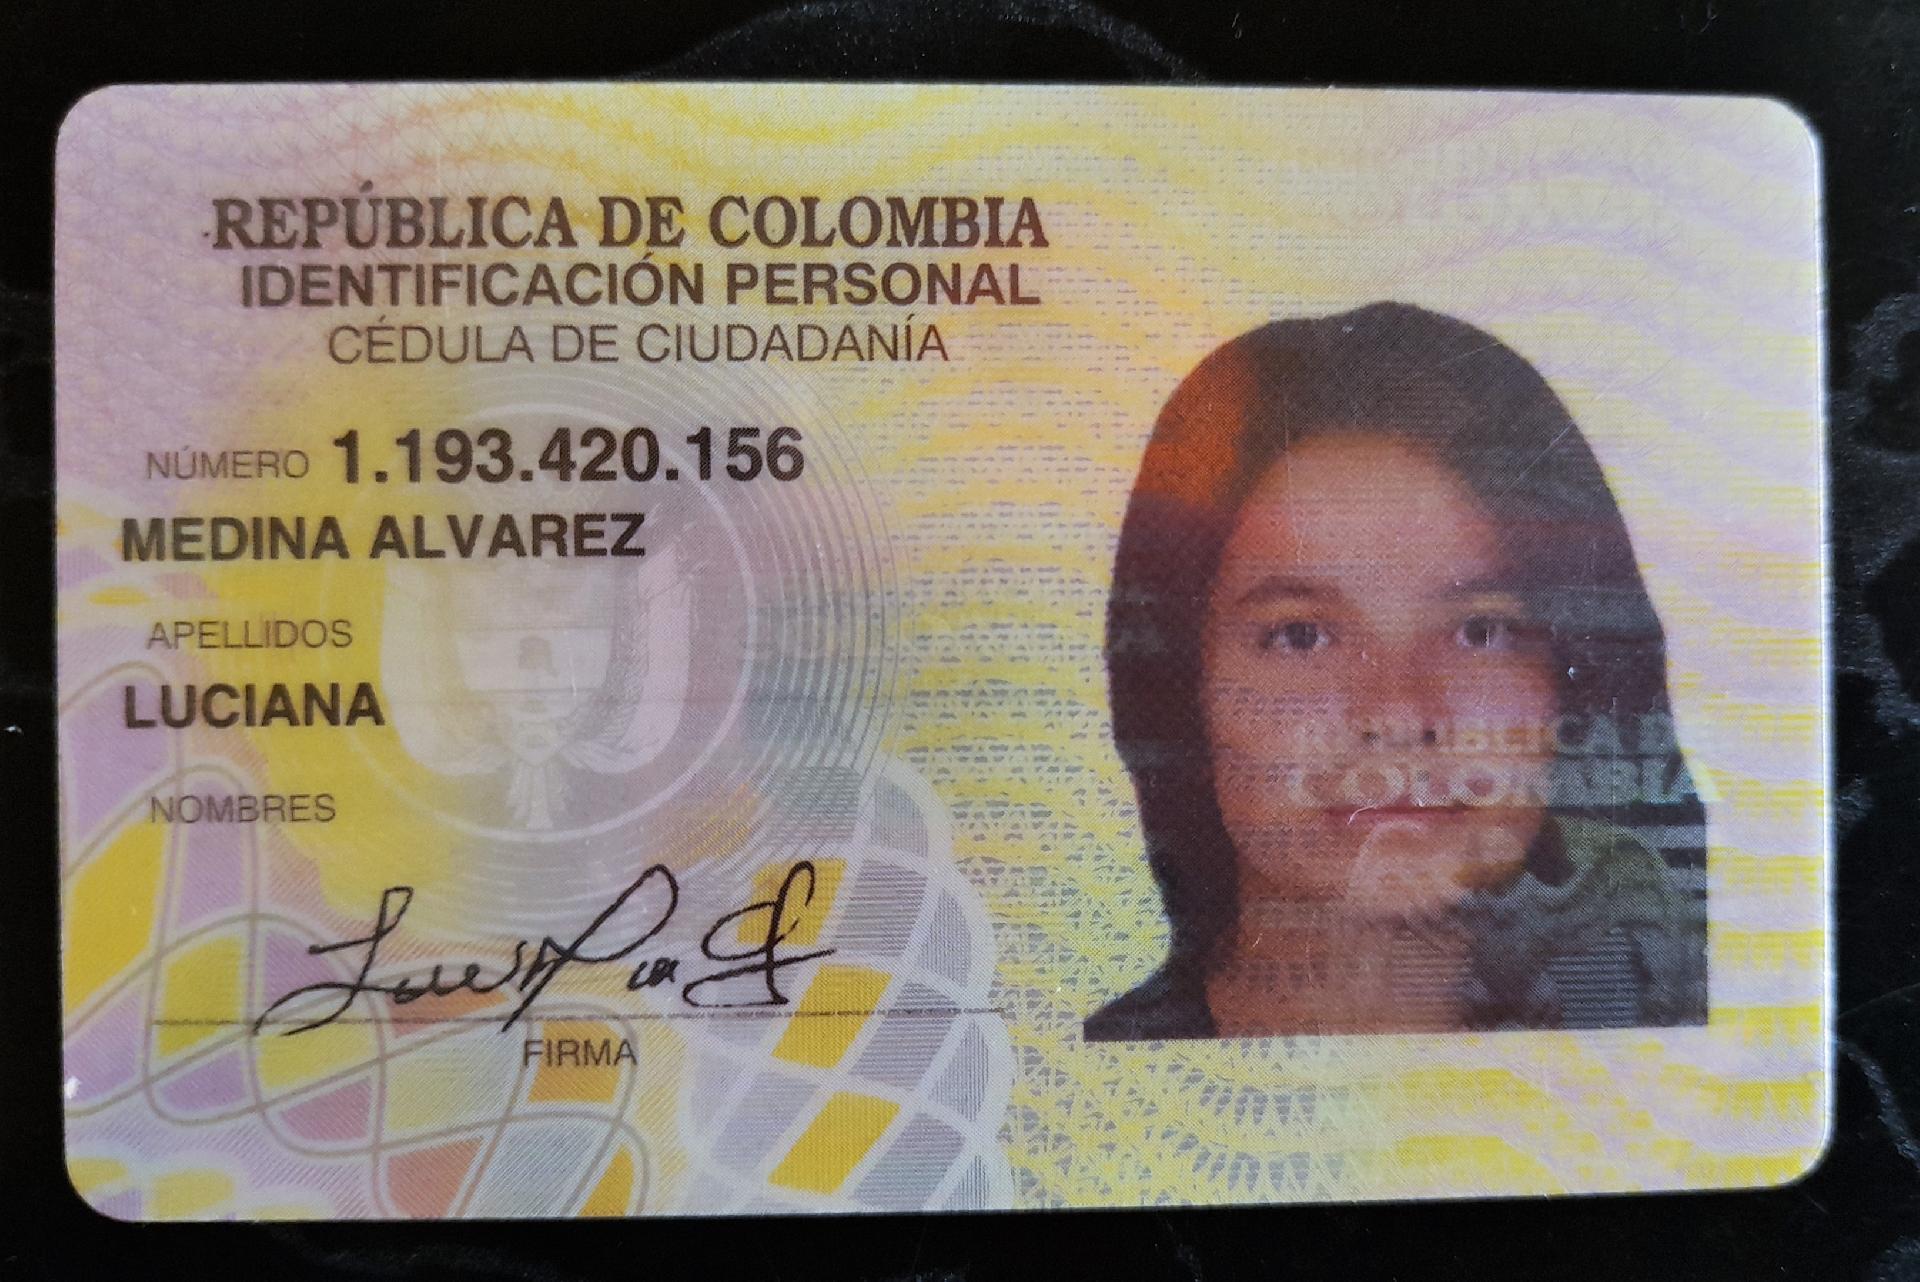 REPÚBLICA DE COLOMBIA
IDENTIFICACIÓN PERSONAL
CÉDULA DE CIUDADANÍA
NÚMERO 1.193.420.156
MEDINA ALVAREZ
APELLIDOS
LUCIANA
NOMBRES
FIRMA
REPÚBLICA DE
COLOMBIA